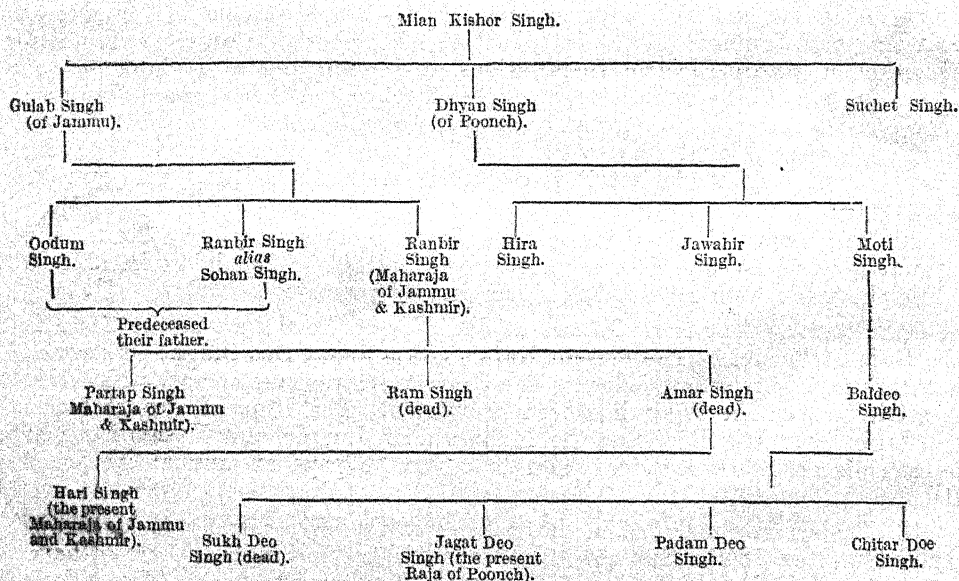 Mian Kishor Singh.
Gulab Singh
(of Jammu).
Dhyan Singh
(of Poonch).
Suchet Singh.
Oodum
Singh.
Ranbir Singh
alias
Sohan Singh.
Ranbir
Singh
(Maharaja
of Jammu
& Kashmir).
Hira
Singh.
Jawahir
Singh.
Moti
Singh.
Predeceased
their father.
Partap Singh
Maharaja of Jammu
& Kashmir).
Ram Singh
(dead).
Amar Singh
(dead).
Baldeo
Singh.
Hari Singh
(the present
Maharaja of Jammu
and Kashmir).
Sukh Deo
Singh (dead).
Jagat Deo
Singh (the present
Raja of Poonch).
Padam Deo
Singh.
Chitar Doe
Singh.